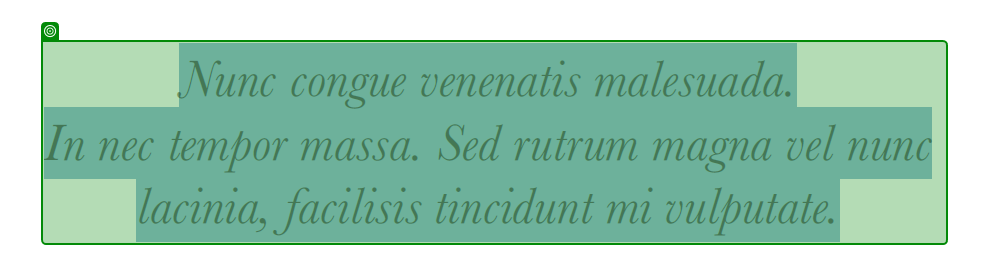 Nunc congue venenatis malesuada.
In nec tempor massa. Sed rutrum magna vel nunc
lacinia, facilisis tincidunt mi vulputate.